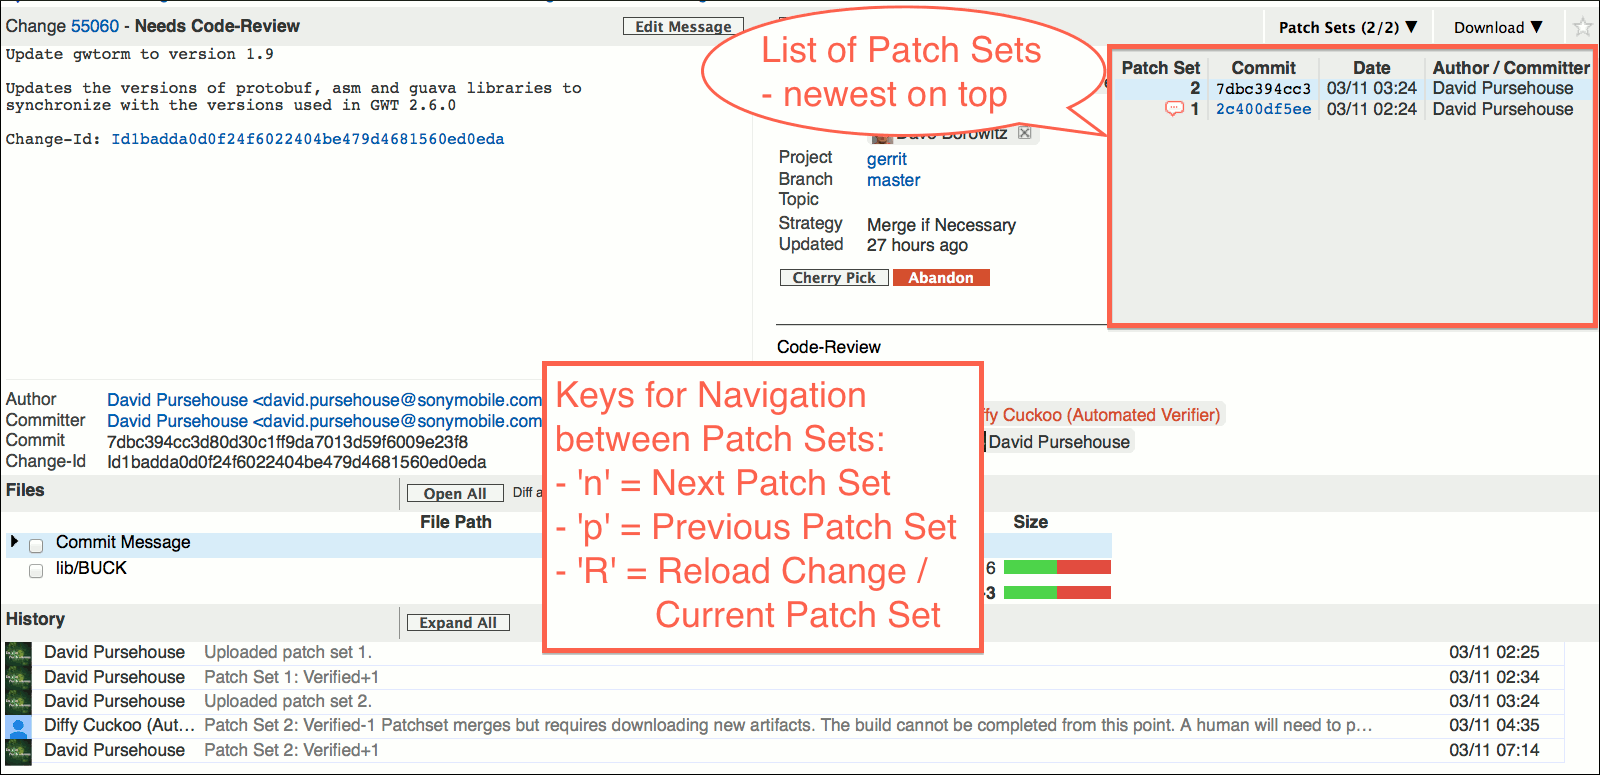 Change 55060 - Needs Code-Review
Edit Message
Patch Sets (2/2) ▼
Download ▼
Update gwtorm to version 1.9
Updates the versions of protobuf, asm and guava libraries to
synchronize with the versions used in GWT 2.6.0
Change-Id: Id1badda0d0f24f6022404be479d4681560ed0eda
List of Patch Sets
- newest on top
Patch Set Commit Date Author / Committer
2 7dbc394cc3 03/11 03:24 David Pursehouse
1 2c400df5ee 03/11 02:24 David Pursehouse
Dave Borowitz
Project gerrit
Branch master
Topic
Strategy Merge if Necessary
Updated 27 hours ago
Cherry Pick Abandon
Code-Review
Author David Pursehouse <david.pursehouse@sonymobile.com
Committer David Pursehouse <david.pursehouse@sonymobile.com
Commit 7dbc394cc3d80d30c1ff9da7013d59f6009e23f8
Change-Id Id1badda0d0f24f6022404be479d4681560ed0eda
ffy Cuckoo (Automated Verifier)
David Pursehouse
Keys for Navigation
between Patch Sets:
- 'n' = Next Patch Set
- 'p' = Previous Patch Set
- 'R' = Reload Change /
Current Patch Set
Files Open All Diff a
File Path Size
Commit Message
lib/BUCK 6
-3
History Expand All
David Pursehouse Uploaded patch set 1. 03/11 02:25
David Pursehouse Patch Set 1: Verified+1 03/11 02:34
David Pursehouse Uploaded patch set 2. 03/11 03:24
Diffy Cuckoo (Aut... Patch Set 2: Verified-1 Patchset merges but requires downloading new artifacts. The build cannot be completed from this point. A human will need to p... 03/11 04:35
David Pursehouse Patch Set 2: Verified+1 03/11 07:14